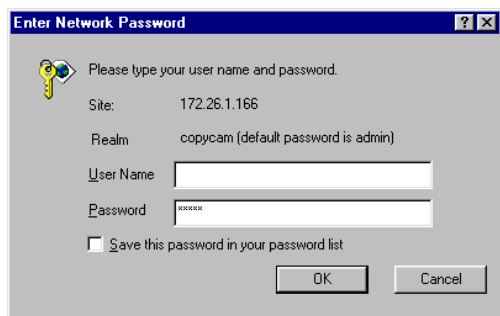 Enter Network Password
Please type your user name and password.
Site: 172.26.1.166
Realm copycam (default password is admin)
User Name
Password xxxxx
Save this password in your password list
OK Cancel